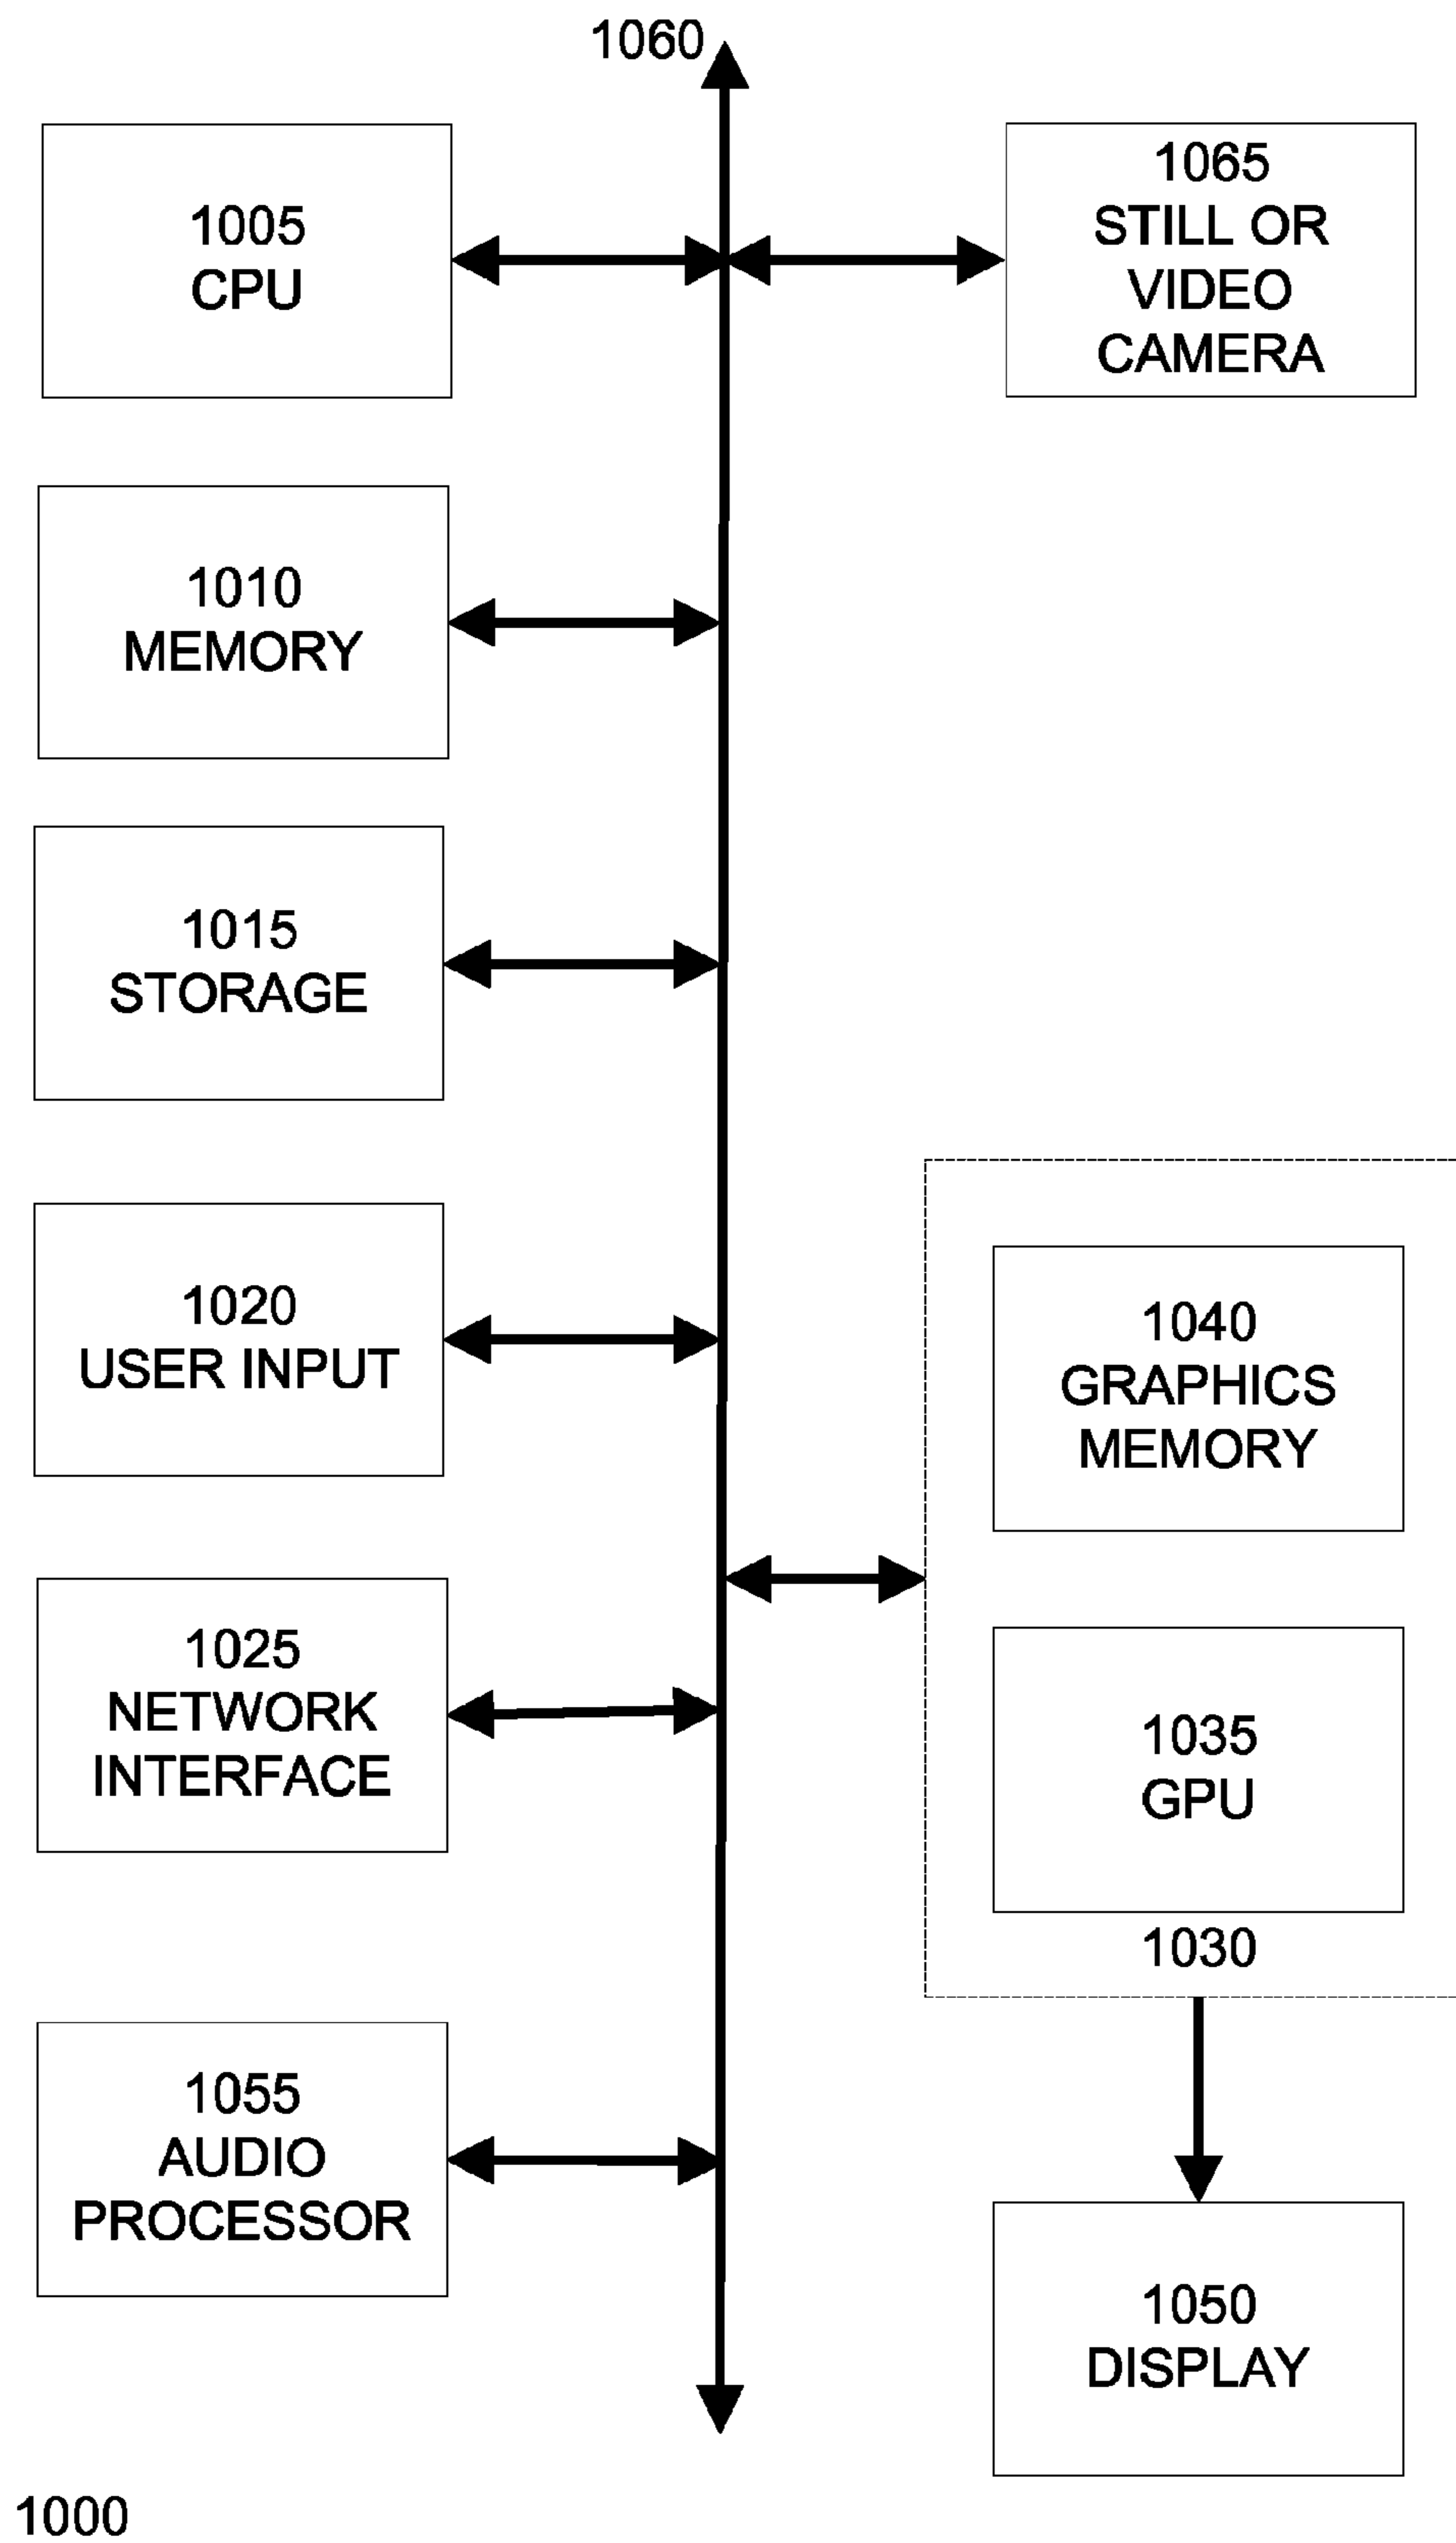 1060
1005
CPU
1065
STILL OR
VIDEO
CAMERA
1010
MEMORY
1015
STORAGE
1020
USER INPUT
1040
GRAPHICS
MEMORY
1025
NETWORK
INTERFACE
1035
GPU
1030
1055
AUDIO
PROCESSOR
1050
DISPLAY
1000